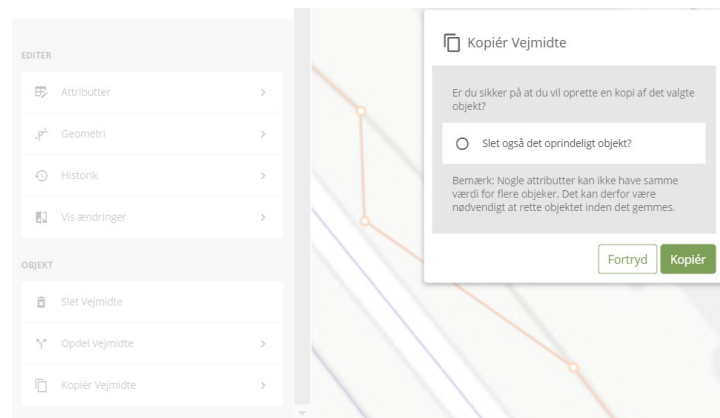 EDITER
Attributter
Geometri
Historik
Vis ændringer
OBJEKT
Slet Vejmidte
Opdel Vejmidte
Kopiér Vejmidte
Kopiér Vejmidte
Er du sikker på at du vil oprette en kopi af det valgte
objekt?
Slet også det oprindeligt objekt?
Bemærk: Nogle attributter kan ikke have samme
værdi for flere objeker. Det kan derfor være
nødvendigt at rette objektet inden det gemmes.
Fortryd
Kopiér